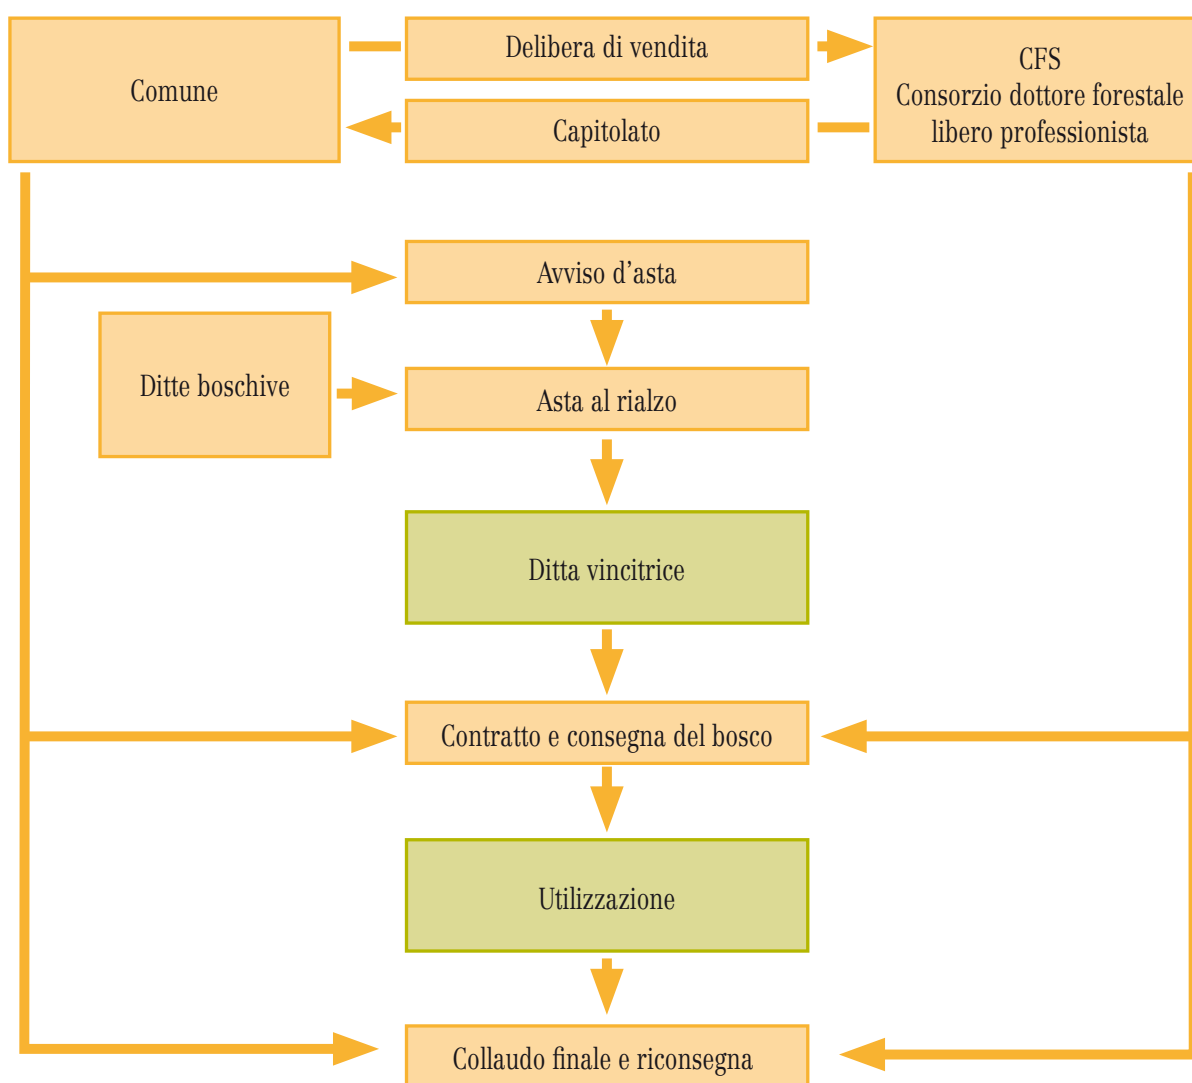 Comune
Delibera di vendita
CFS
Consorzio dottore forestale
libero professionista
Capitolato
Avviso d'asta
Ditte boschive
Asta al rialzo
Ditta vincitrice
Contratto e consegna del bosco
Utilizzazione
Collaudo finale e riconsegna